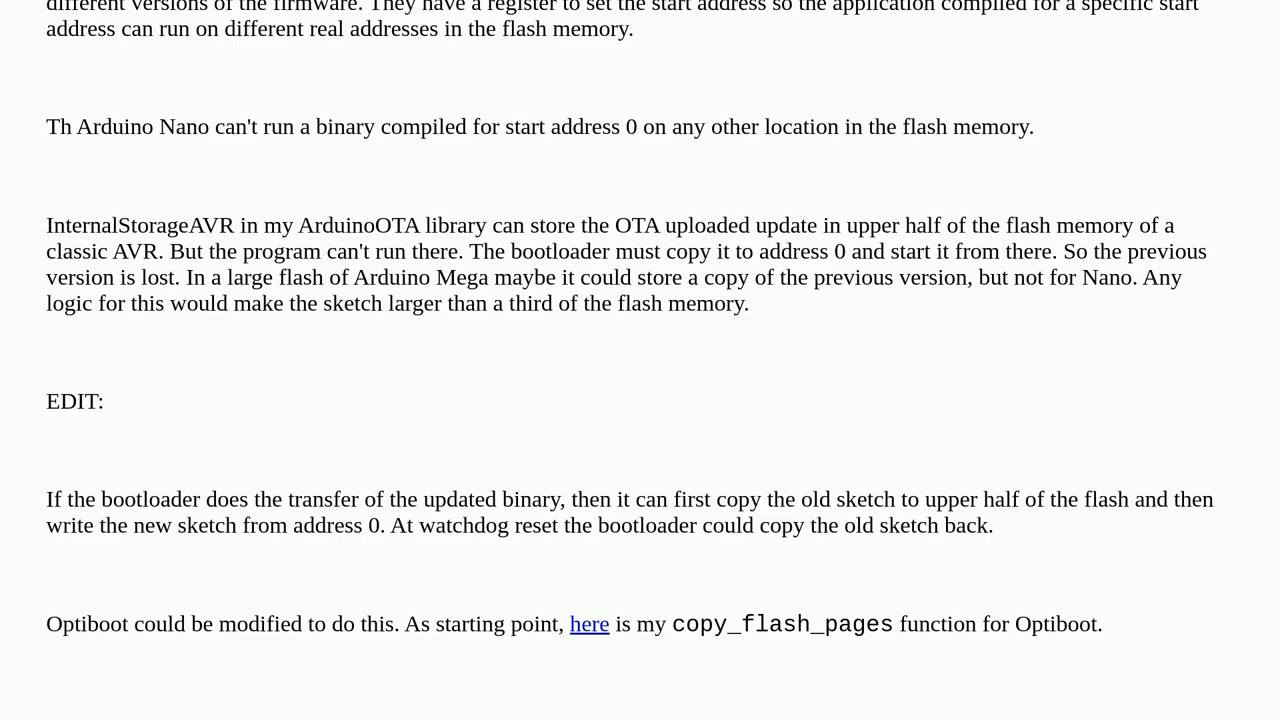 different versions of the firmware. They have a register to set the start address so the application compiled for a specific start
address can run on different real addresses in the flash memory.
Th Arduino Nano can't run a binary compiled for start address 0 on any other location in the flash memory.
InternalStorageAVR in my ArduinoOTA library can store the OTA uploaded update in upper half of the flash memory of a
classic AVR. But the program can't run there. The bootloader must copy it to address 0 and start it from there. So the previous
version is lost. In a large flash of Arduino Mega maybe it could store a copy of the previous version, but not for Nano. Any
logic for this would make the sketch larger than a third of the flash memory.
EDIT:
If the bootloader does the transfer of the updated binary, then it can first copy the old sketch to upper half of the flash and then
write the new sketch from address 0. At watchdog reset the bootloader could copy the old sketch back.
Optiboot could be modified to do this. As starting point, here is my copy_flash_pages function for Optiboot.